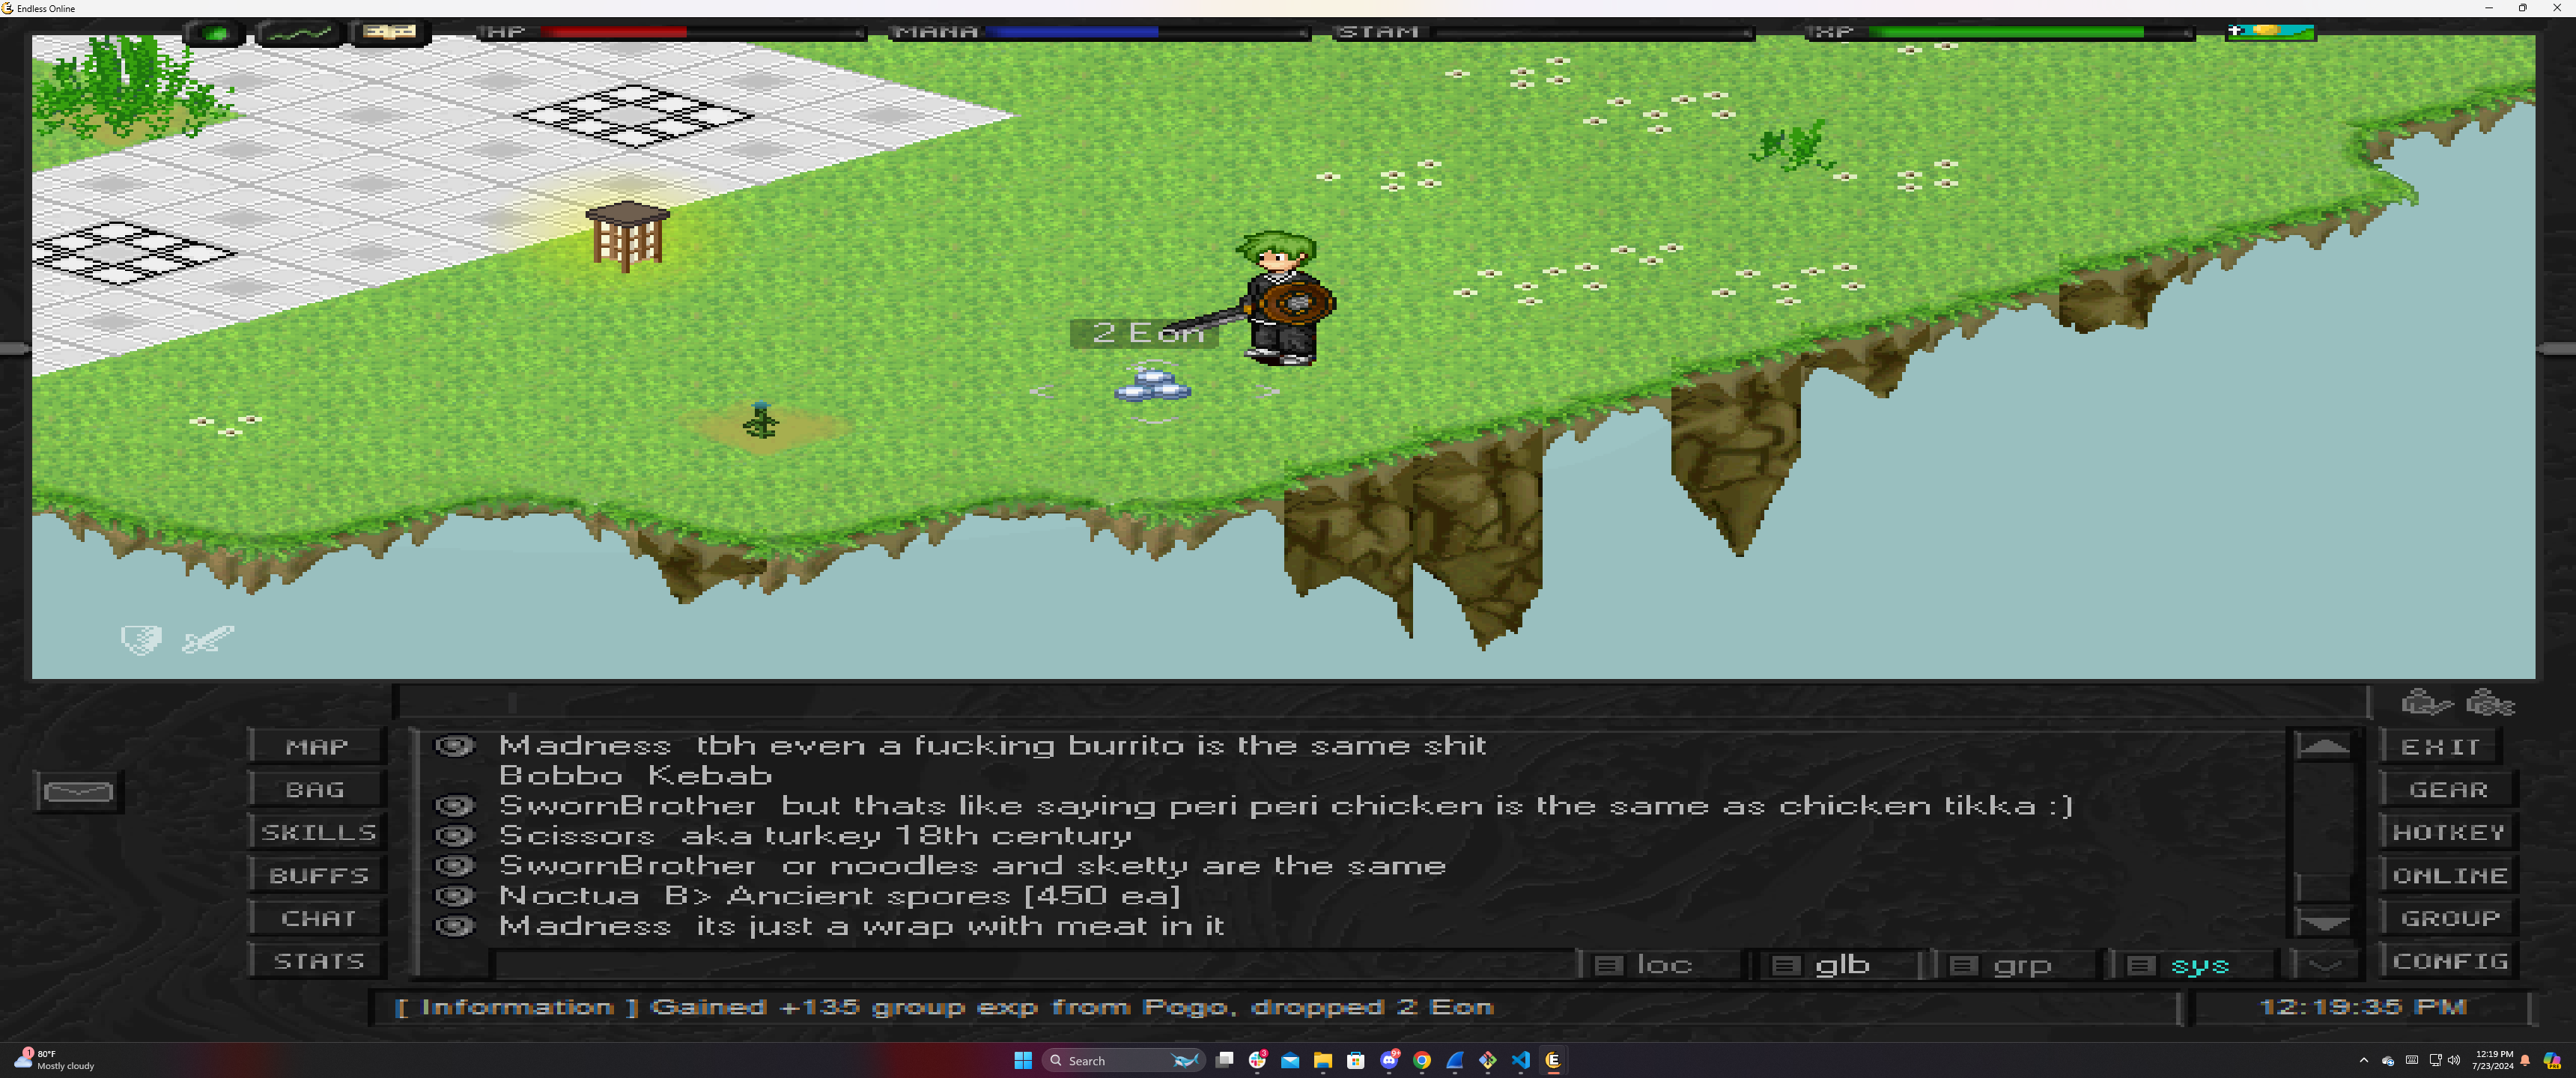 Endless Online
HP MANA STAM XP
2 Eon
MAP
BAG
SKILLS
BUFFS
CHAT
STATS
Madness tbh even a fucking burrito is the same shit
Bobbo Kebab
SwornBrother but thats like saying peri peri chicken is the same as chicken tikka :)
Scissors aka turkey 18th century
SwornBrother or noodles and sketty are the same
Noctua B> Ancient spores [450 ea]
Madness its just a wrap with meat in it
loc glb grp sys
EXIT
GEAR
HOTKEY
ONLINE
GROUP
CONFIG
[ Information ] Gained +135 group exp from Pogo, dropped 2 Eon
12:19:35 PM
1
80°F
Mostly cloudy
Search
3
9+
12:19 PM
7/23/2024